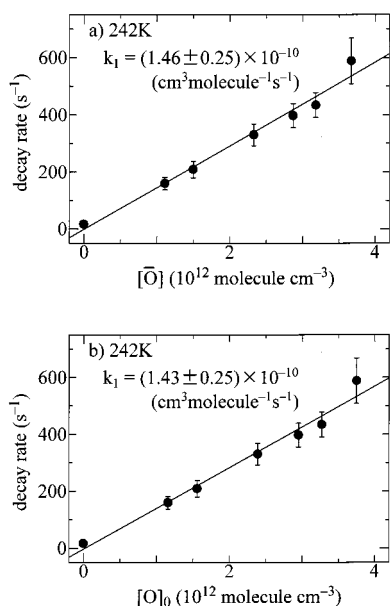 a) 242K
k₁ = (1.46±0.25)×10⁻¹⁰
(cm³molecule⁻¹s⁻¹)
600
400
200
0
decay rate (s⁻¹)
0 2 4
[O̅] (10¹² molecule cm⁻³)
b) 242K
k₁ = (1.43±0.25)×10⁻¹⁰
(cm³molecule⁻¹s⁻¹)
600
400
200
0
decay rate (s⁻¹)
0 2 4
[O]₀ (10¹² molecule cm⁻³)